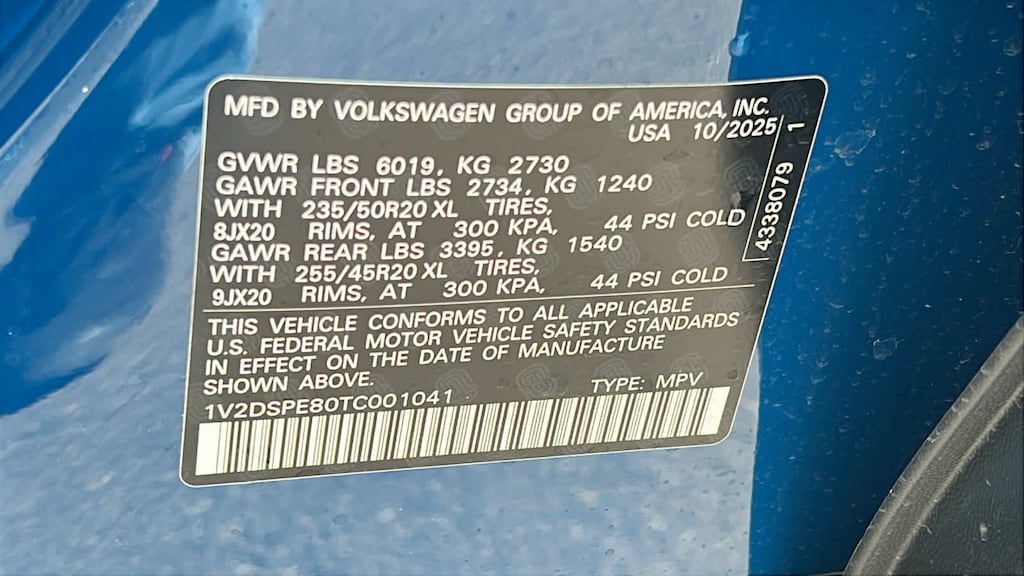 MFD BY VOLKSWAGEN GROUP OF AMERICA, INC.
USA 10/2025
GVWR LBS 6019, KG 2730
GAWR FRONT LBS 2734, KG 1240
WITH 235/50R20 XL TIRES,
8JX20 RIMS, AT 300 KPA, 44 PSI COLD
GAWR REAR LBS 3395, KG 1540
WITH 255/45R20 XL TIRES,
9JX20 RIMS, AT 300 KPA, 44 PSI COLD
THIS VEHICLE CONFORMS TO ALL APPLICABLE
U.S. FEDERAL MOTOR VEHICLE SAFETY STANDARDS
IN EFFECT ON THE DATE OF MANUFACTURE
SHOWN ABOVE.
1V2DSPE80TC001041 TYPE: MPV
4338079 1